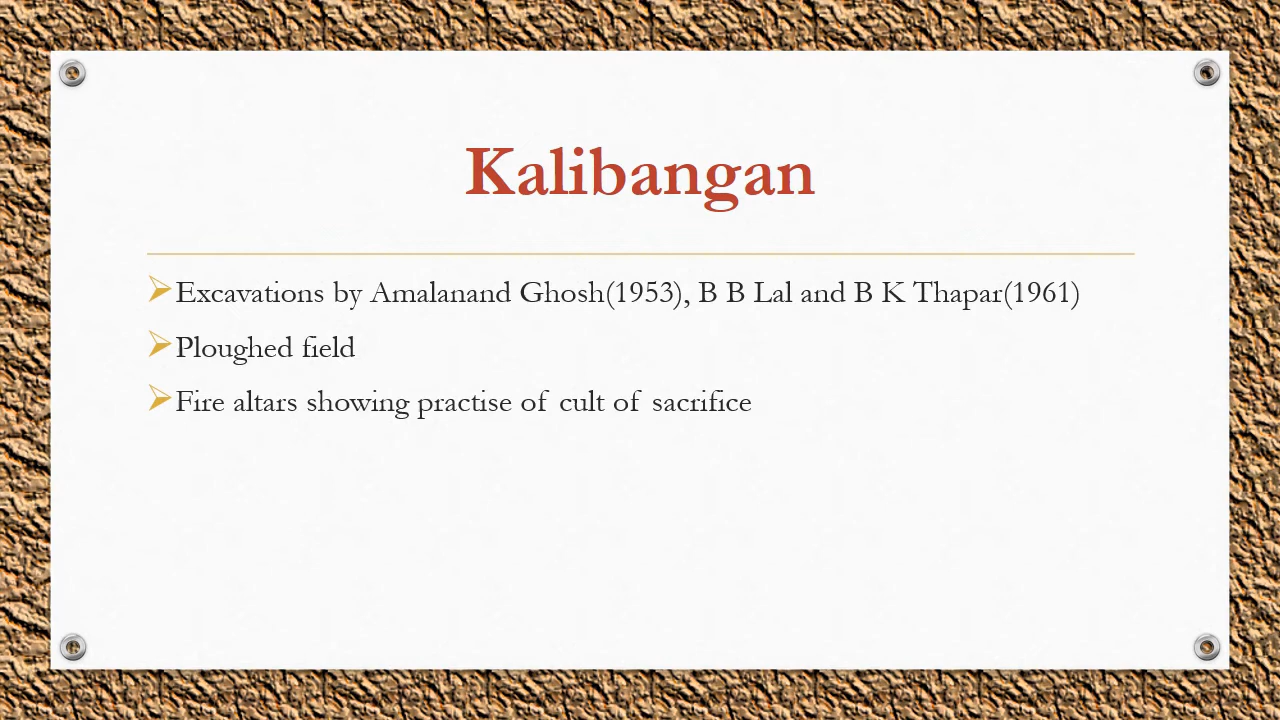 Kalibangan
Excavations by Amalanand Ghosh(1953), B B Lal and B K Thapar(1961)
Ploughed field
Fire altars showing practise of cult of sacrifice